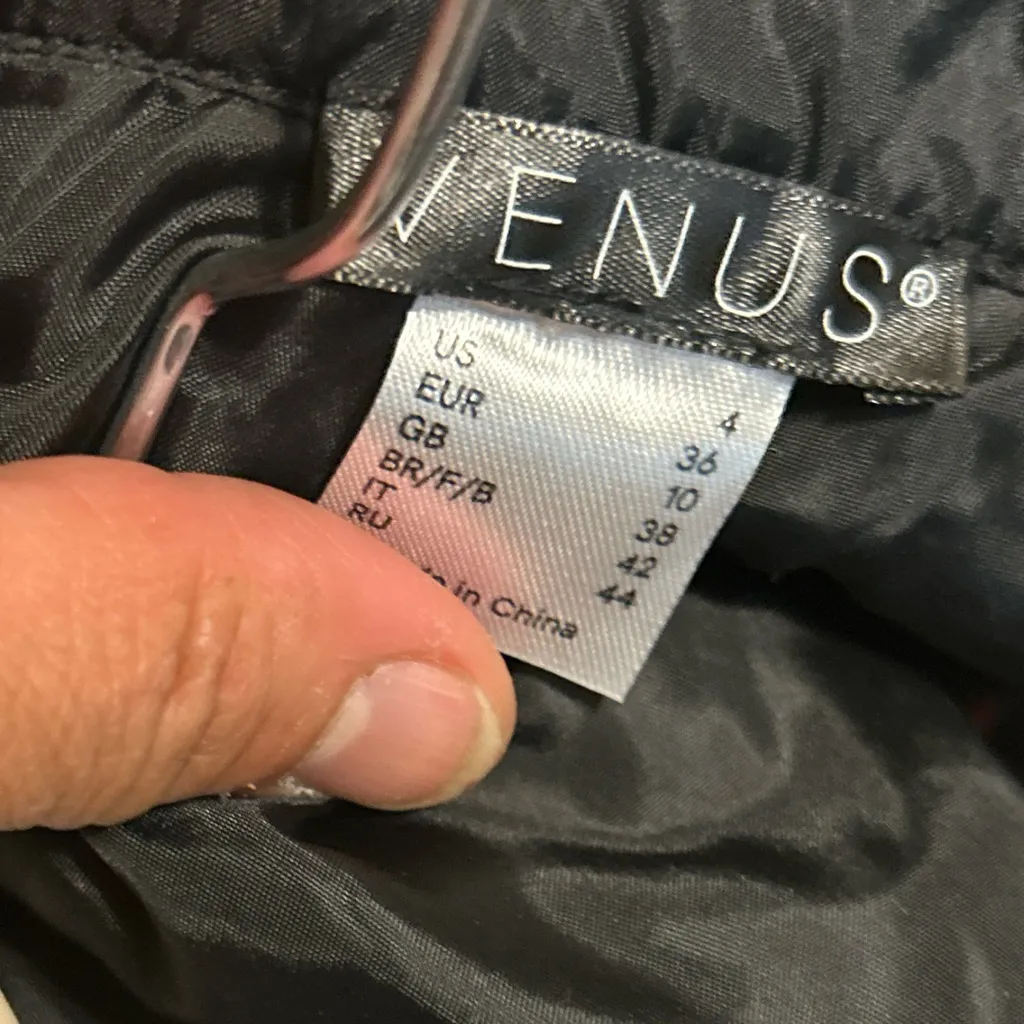 VENUS®
US 4
EUR 36
GB 10
BR/F/B 38
IT 42
RU 44
in China